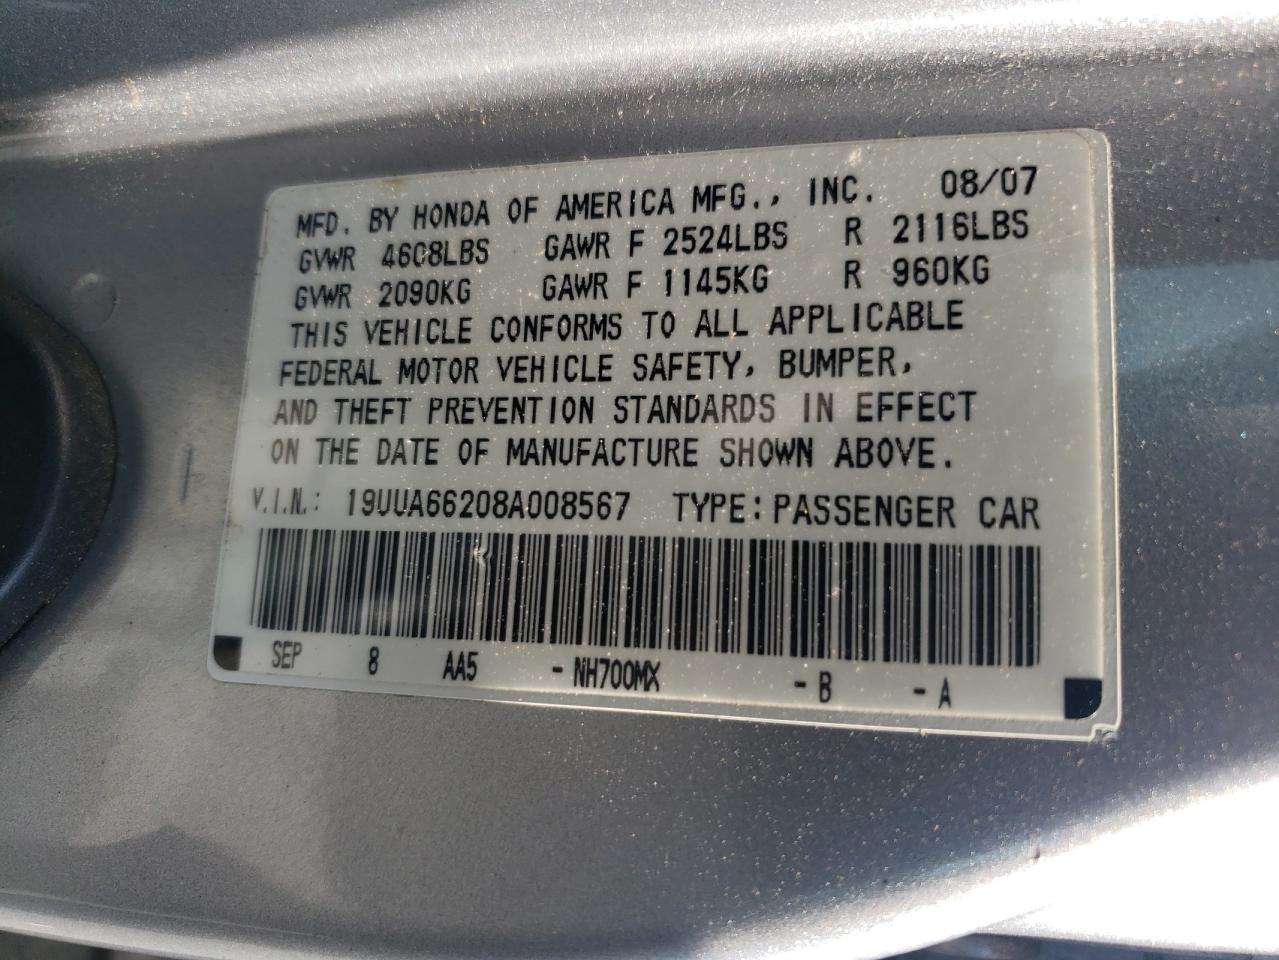 MFD. BY HONDA OF AMERICA MFG., INC. 08/07
GVWR 4608LBS GAWR F 2524LBS R 2116LBS
GVWR 2090KG GAWR F 1145KG R 960KG
THIS VEHICLE CONFORMS TO ALL APPLICABLE
FEDERAL MOTOR VEHICLE SAFETY, BUMPER,
AND THEFT PREVENTION STANDARDS IN EFFECT
ON THE DATE OF MANUFACTURE SHOWN ABOVE.
V.I.N.: 19UUA66208A008567 TYPE: PASSENGER CAR
SEP 8 AA5 -NH700MX -B -A